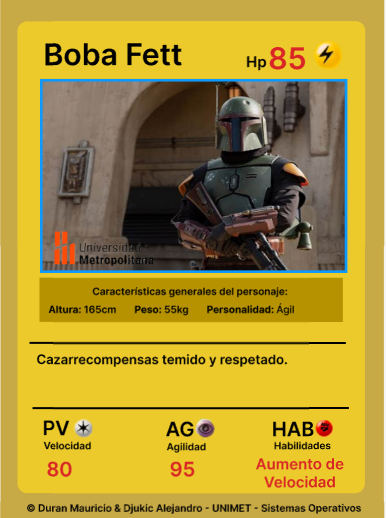 Boba Fett
Hp 85
Universidad
Metropolitana
Características generales del personaje:
Altura: 165cm Peso: 55kg Personalidad: Ágil
Cazarrecompensas temido y respetado.
PV AG HAB
Velocidad Agilidad Habilidades
80 95 Aumento de
Velocidad
© Duran Mauricio & Djukic Alejandro - UNIMET - Sistemas Operativos